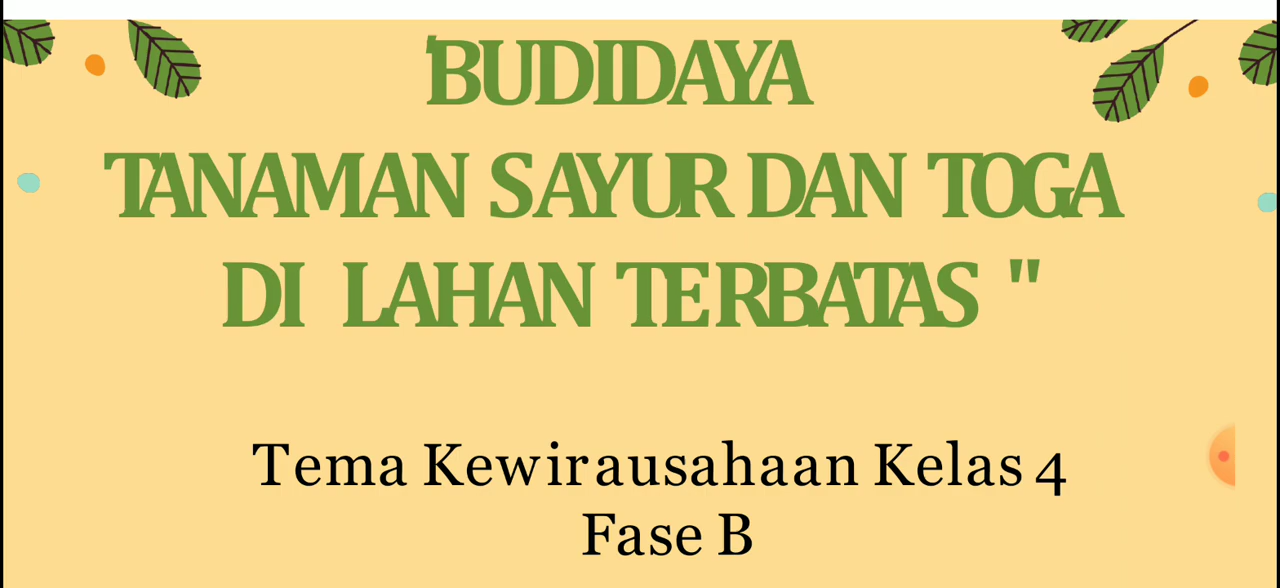 "BUDIDAYA
TANAMAN SAYUR DAN TOGA
DI LAHAN TERBATAS "
Tema Kewirausahaan Kelas 4
Fase B